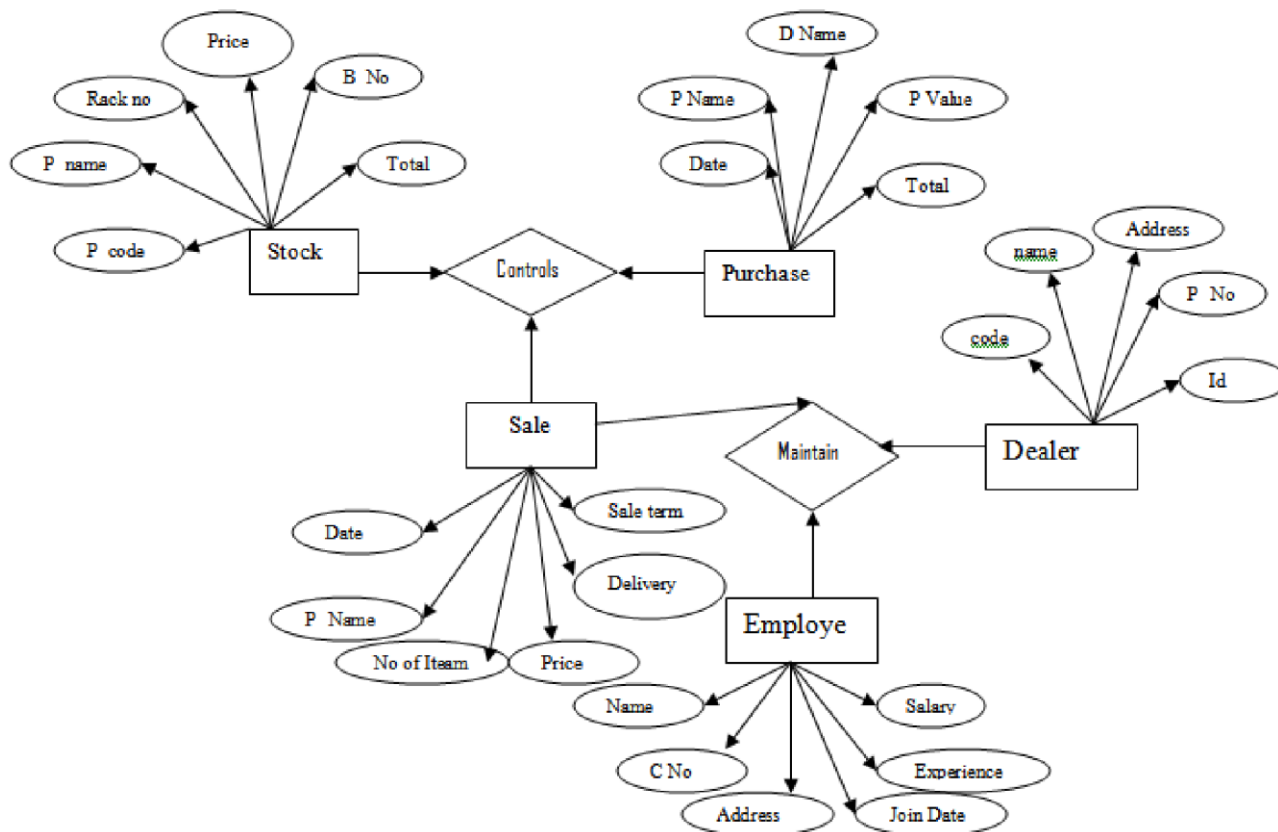 Price
D Name
B No
Rack no
P Name
P Value
P name
Total
Date
Total
P code
Stock
Controls
Purchase
name
Address
P No
code
Id
Sale
Maintain
Dealer
Date
Sale term
Delivery
P Name
No of Iteam
Price
Employe
Name
Salary
C No
Experience
Address
Join Date